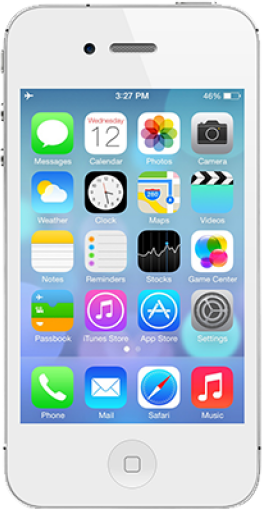 3:27 PM 46%
Wednesday
12
Messages Calendar Photos Camera
280
Weather Clock Maps Videos
Notes Reminders Stocks Game Center
Passbook iTunes Store App Store Settings
Phone Mail Safari Music